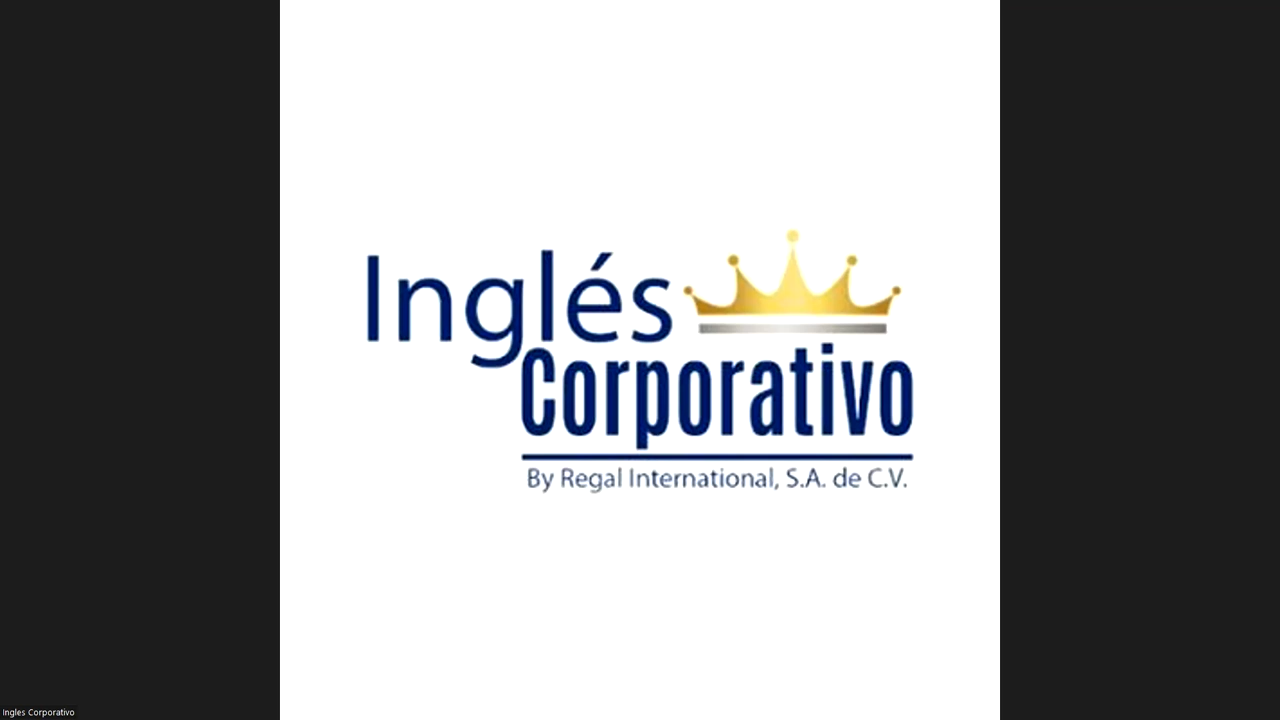 Inglés
Corporativo
By Regal International, S.A. de C.V.
Ingles Corporativo